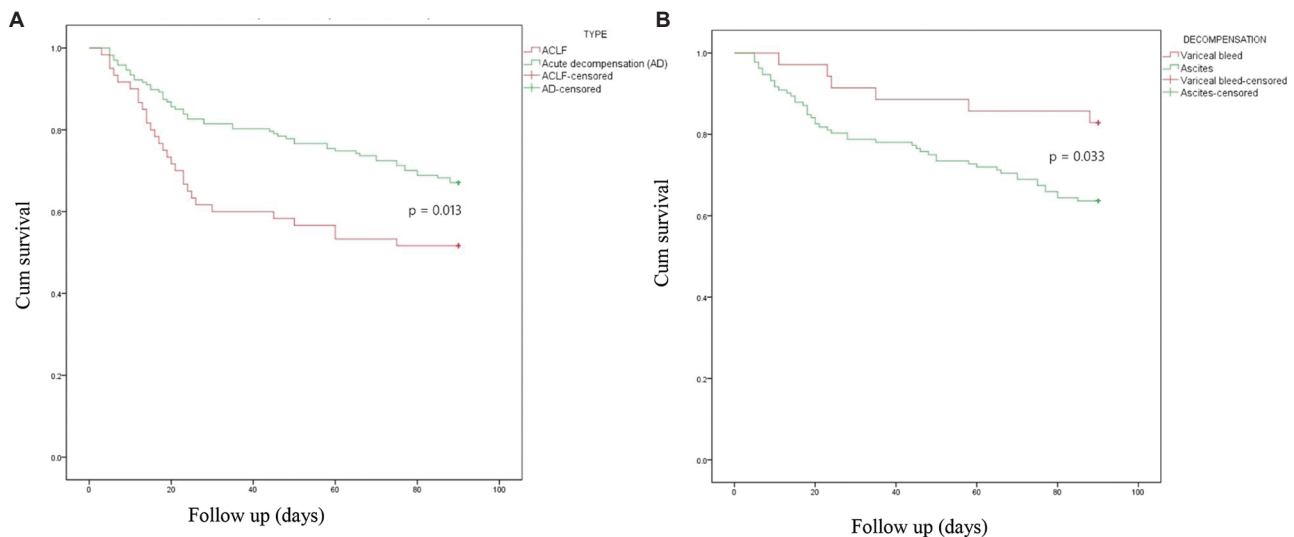 A
TYPE
ACLF
Acute decompensation (AD)
ACLF-censored
AD-censored
1.0
0.8
0.6
0.4
0.2
0.0
Cum survival
p = 0.013
0 20 40 60 80 100
Follow up (days)
B
DECOMPENSATION
Variceal bleed
Ascites
Variceal bleed-censored
Ascites-censored
1.0
0.8
0.6
0.4
0.2
0.0
Cum survival
p = 0.033
0 20 40 60 80 100
Follow up (days)